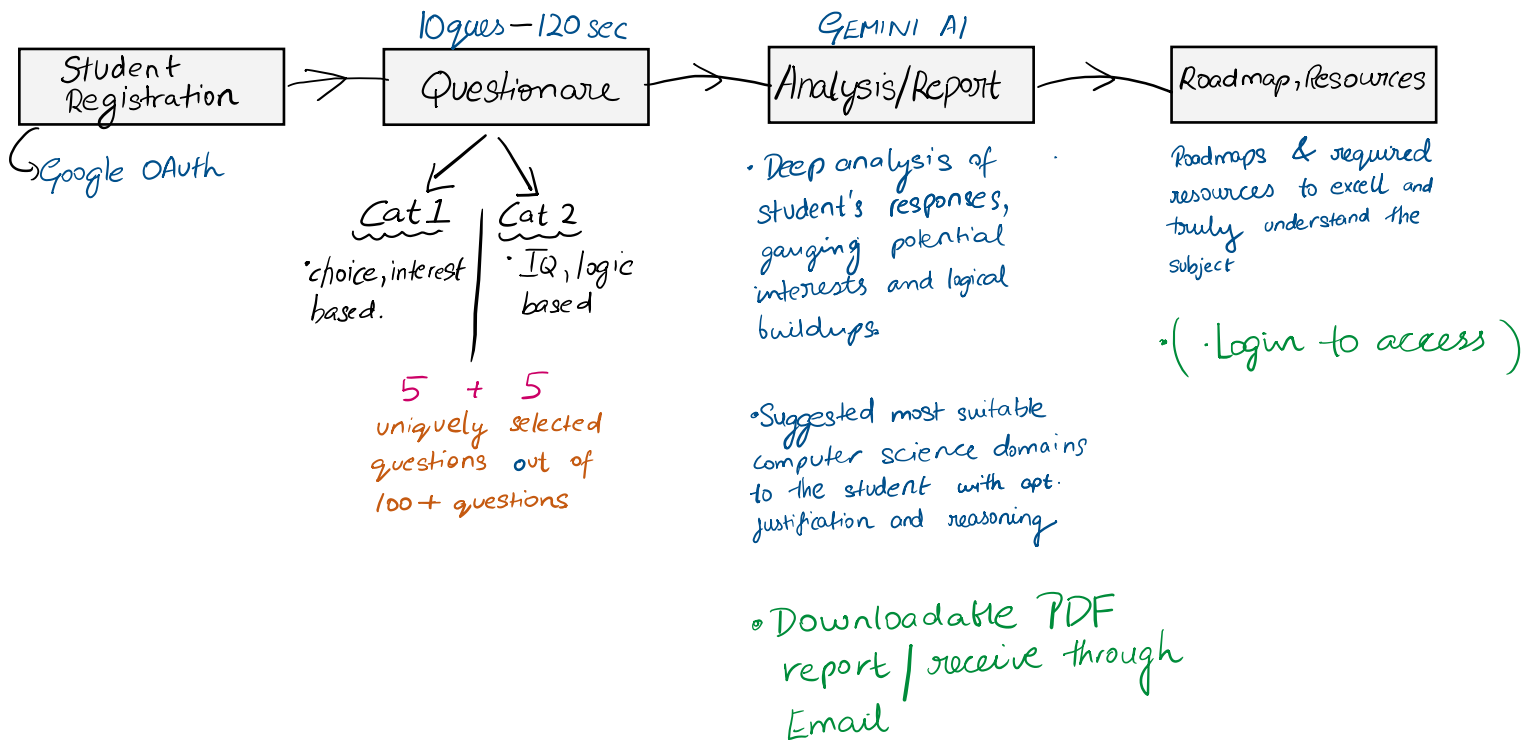 10ques - 120 sec
GEMINI AI
Student
Registration
Questionare
Analysis/Report
Roadmap, Resources
Google OAuth
Cat 1
• choice, interest
based.
Cat 2
• IQ, logic
based
5 + 5
uniquely selected
questions out of
100+ questions
• Deep analysis of
student's responses,
gauging potential
interests and logical
buildups.
• Suggested most suitable
computer science domains
to the student with apt.
justification and reasoning
• Downloadable PDF
report / receive through
Email
Roadmaps & required
resources to excell and
truly understand the
subject
• ( . Login to access )